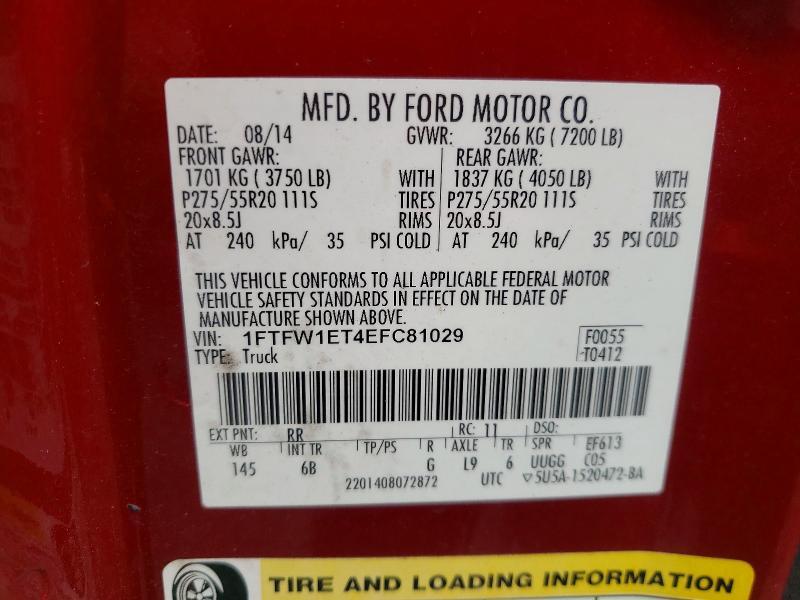 MFD. BY FORD MOTOR CO.
DATE: 08/14 GVWR: 3266 KG ( 7200 LB)
FRONT GAWR: REAR GAWR:
1701 KG ( 3750 LB) WITH 1837 KG ( 4050 LB) WITH
P275/55R20 111S TIRES P275/55R20 111S TIRES
20x8.5J RIMS 20x8.5J RIMS
AT 240 kPa/ 35 PSI COLD AT 240 kPa/ 35 PSI COLD
THIS VEHICLE CONFORMS TO ALL APPLICABLE FEDERAL MOTOR
VEHICLE SAFETY STANDARDS IN EFFECT ON THE DATE OF
MANUFACTURE SHOWN ABOVE.
VIN: 1FTFW1ET4EFC81029 F0055
TYPE: Truck T0412
EXT PNT: RR RC: 11 DSO:
WB INT TR TP/PS R AXLE TR SPR EF613
145 6B G L9 6 UUGG C05
2201408072872 UTC ▽5U5A-1520472-BA
TIRE AND LOADING INFORMATION